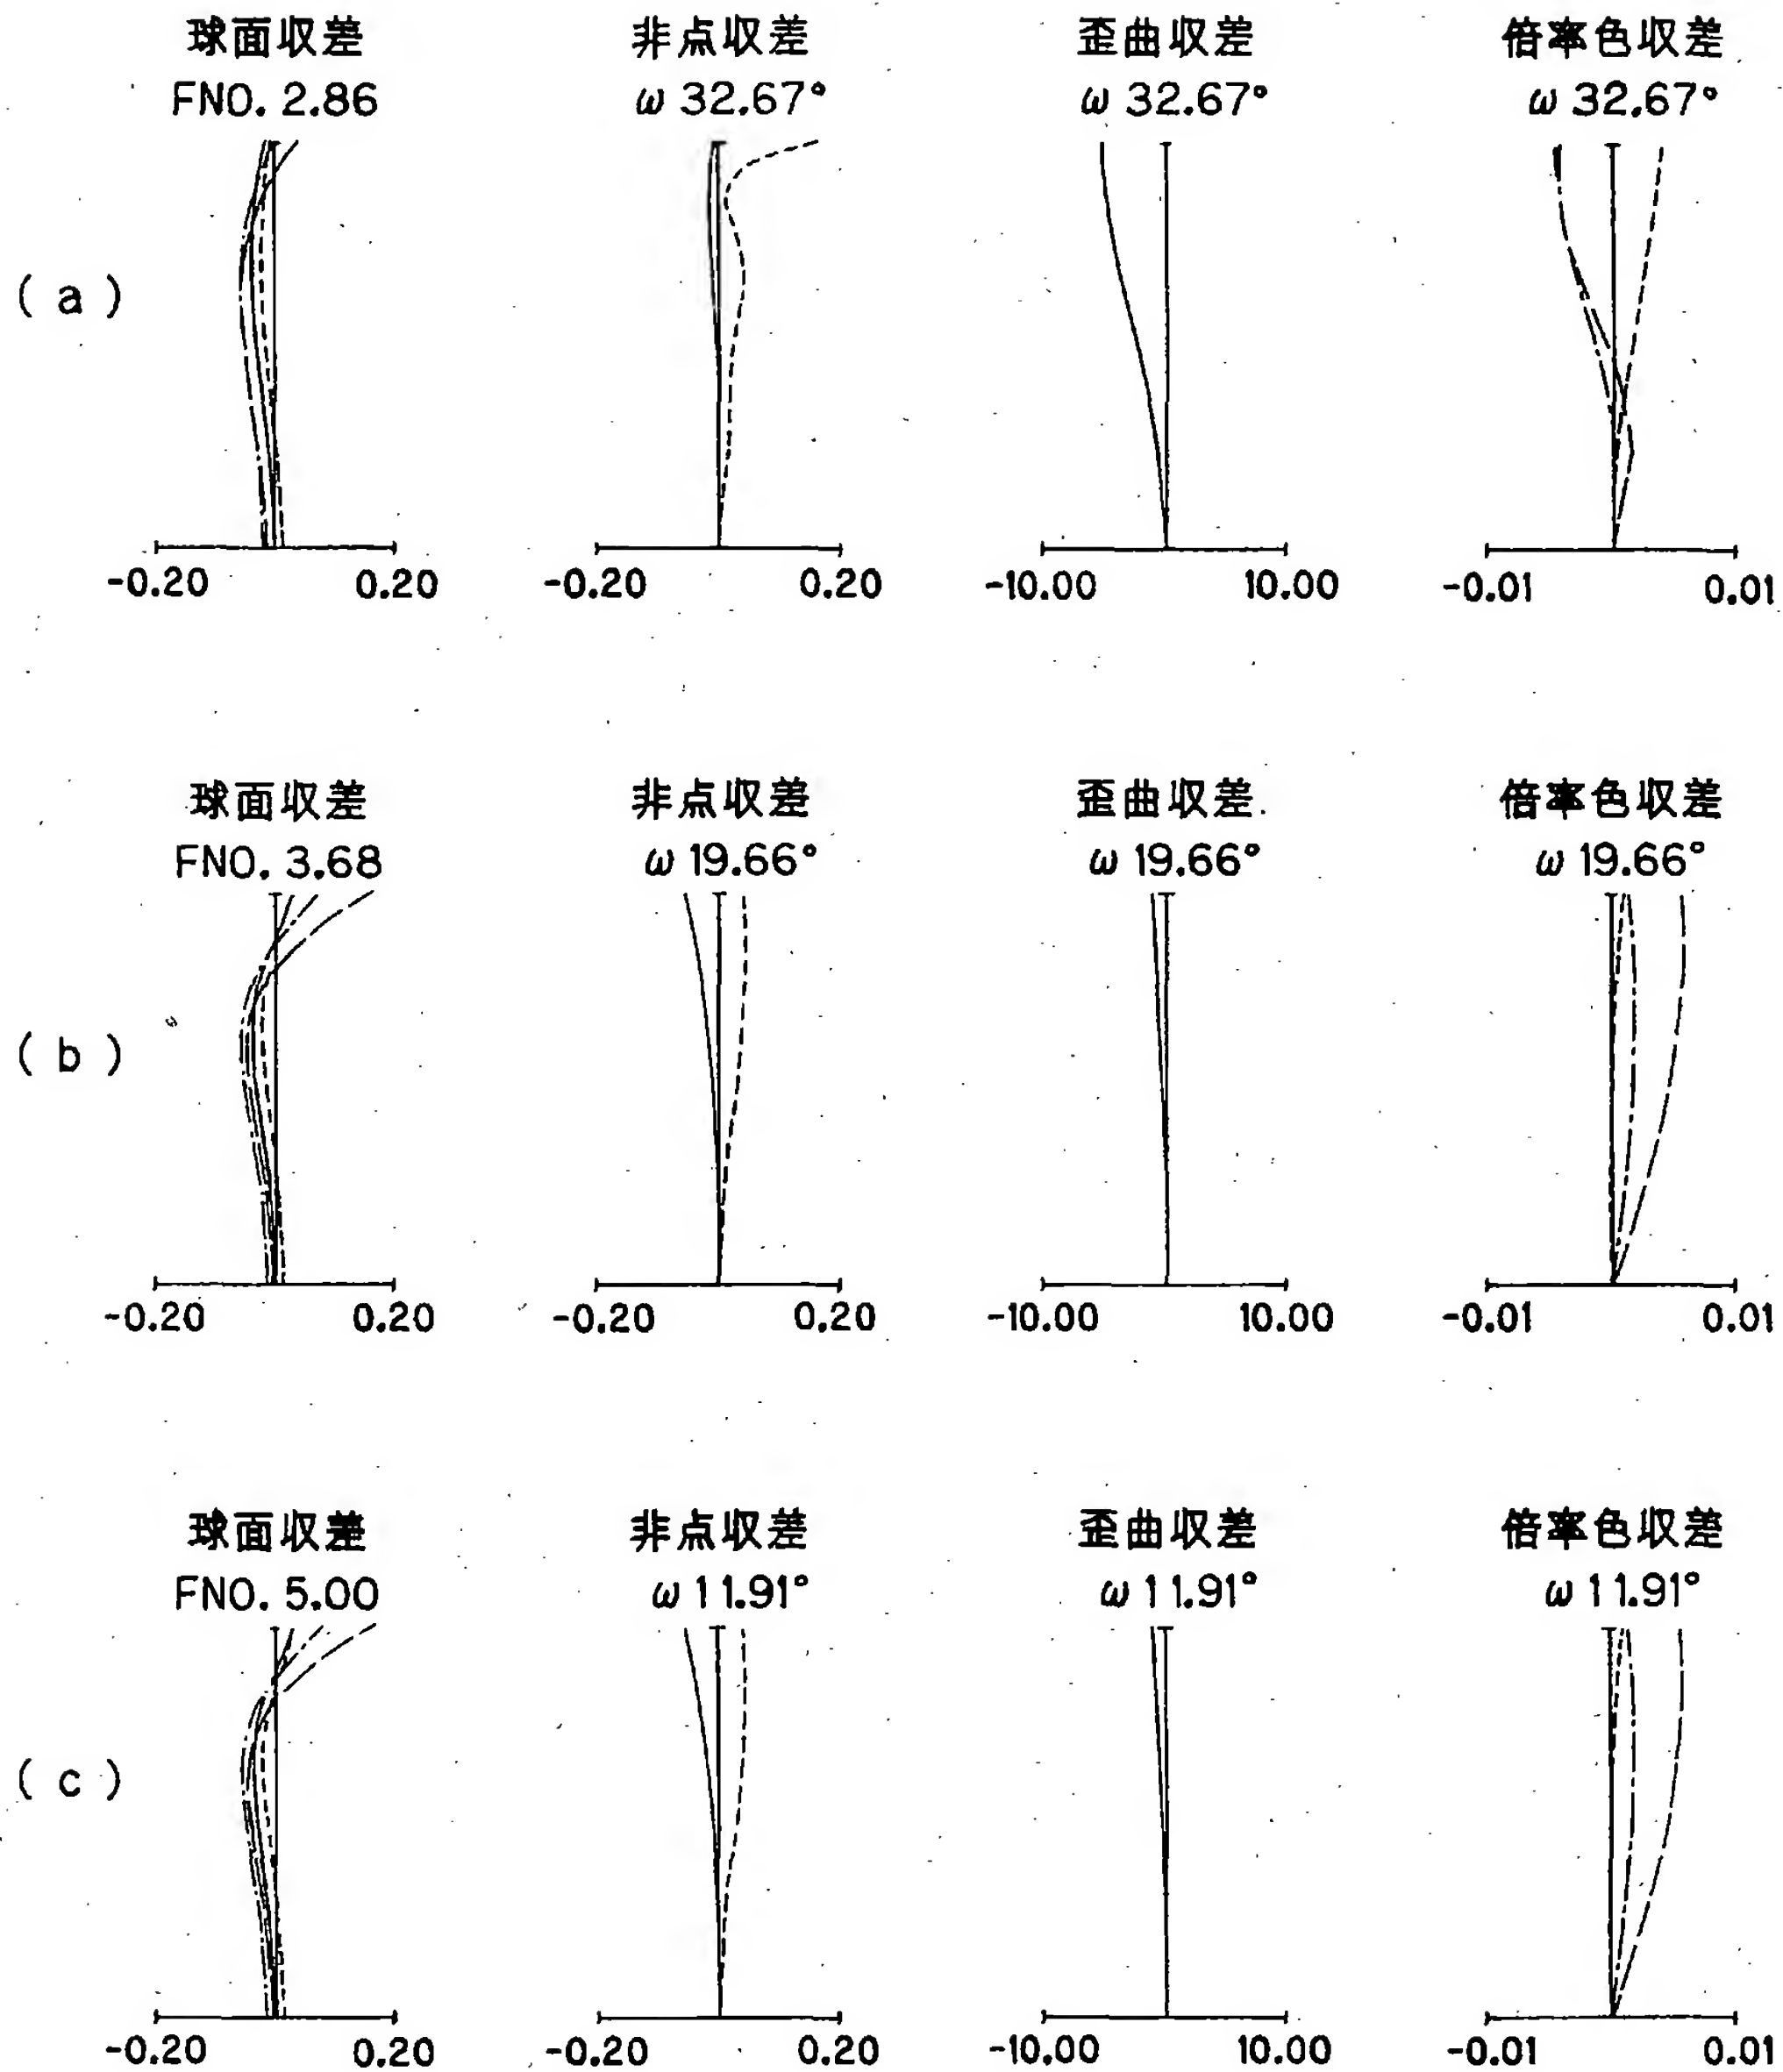 球面収差 非点収差 歪曲収差 倍率色収差
FNO. 2.86 ω 32.67° ω 32.67° ω 32.67°
(a)
-0.20 0.20 -0.20 0.20 -10.00 10.00 -0.01 0.01
球面収差 非点収差 歪曲収差 倍率色収差
FNO. 3.68 ω 19.66° ω 19.66° ω 19.66°
(b)
-0.20 0.20 -0.20 0.20 -10.00 10.00 -0.01 0.01
球面収差 非点収差 歪曲収差 倍率色収差
FNO. 5.00 ω 11.91° ω 11.91° ω 11.91°
(c)
-0.20 0.20 -0.20 0.20 -10.00 10.00 -0.01 0.01